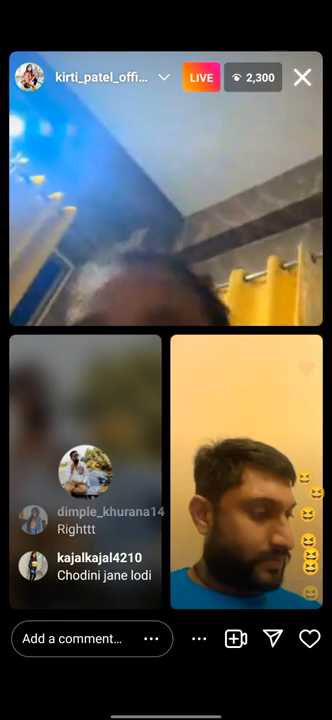 kirti_patel_offi...
LIVE
2,300
dimple_khurana14
Righttt
kajalkajal4210
Chodini jane lodi
Add a comment...